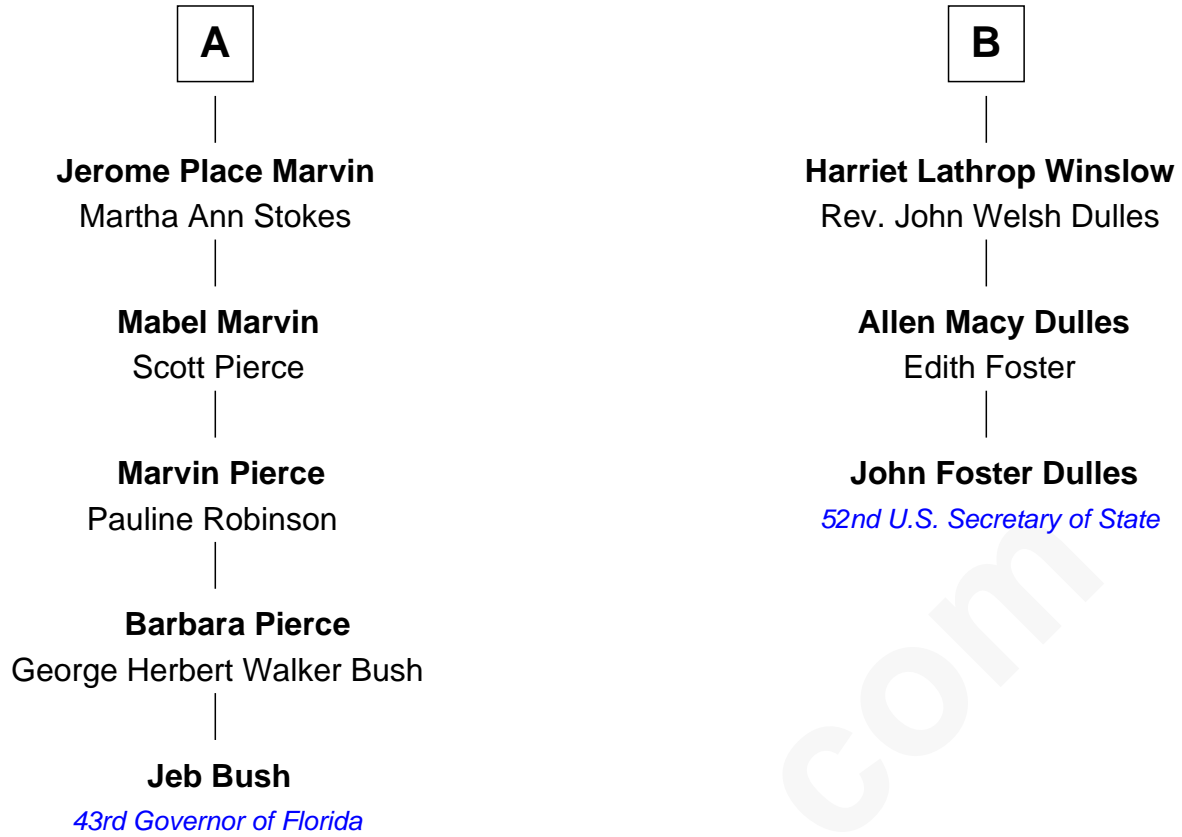 A
Jerome Place Marvin
Martha Ann Stokes
Mabel Marvin
Scott Pierce
Marvin Pierce
Pauline Robinson
Barbara Pierce
George Herbert Walker Bush
Jeb Bush
43rd Governor of Florida
B
Harriet Lathrop Winslow
Rev. John Welsh Dulles
Allen Macy Dulles
Edith Foster
John Foster Dulles
52nd U.S. Secretary of State
com